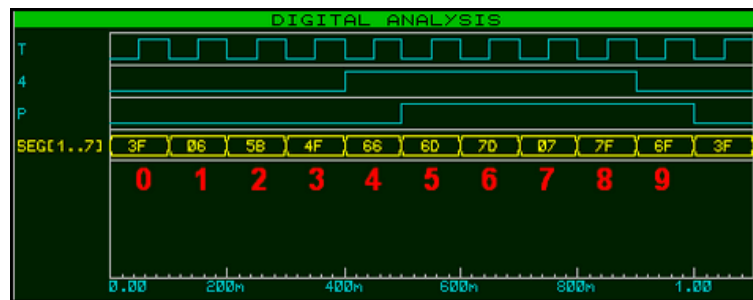 DIGITAL ANALYSIS
T
4
P
SEG[1..7] 3F 06 5B 4F 66 6D 7D 07 7F 6F 3F
0 1 2 3 4 5 6 7 8 9
0.00 200m 400m 600m 800m 1.00